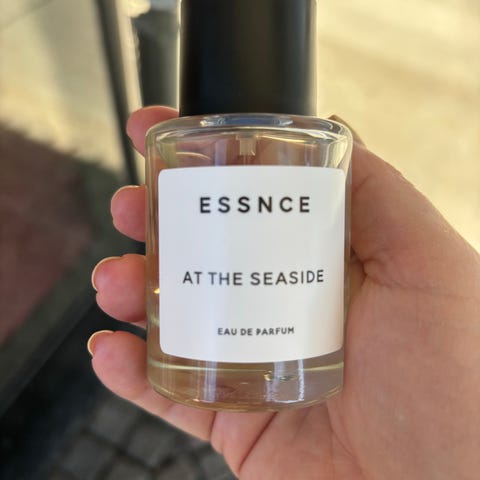 ESSNCE
AT THE SEASIDE
EAU DE PARFUM